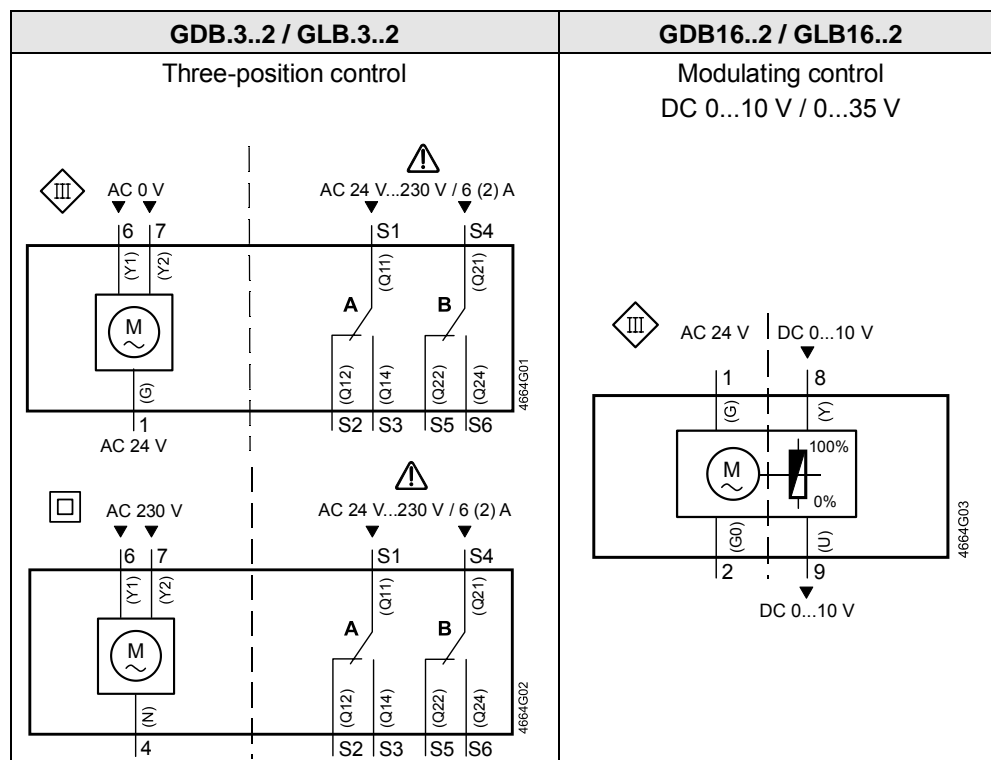 GDB.3..2 / GLB.3..2
GDB16..2 / GLB16..2
Three-position control
Modulating control
DC 0...10 V / 0...35 V
III
AC 0 V
AC 24 V...230 V / 6 (2) A
6 7
S1 S4
(Y1) (Y2)
(Q11) (Q21)
A B
M
(Q12) (Q14) (Q22) (Q24)
(G)
1
S2 S3 S5 S6
AC 24 V
4664G01
AC 230 V
AC 24 V...230 V / 6 (2) A
6 7
S1 S4
(Y1) (Y2)
(Q11) (Q21)
A B
M
(Q12) (Q14) (Q22) (Q24)
(N)
4
S2 S3 S5 S6
4664G02
III
AC 24 V
DC 0...10 V
1 8
(G) (Y)
100%
M
0%
(G0) (U)
2 9
DC 0...10 V
4664G03